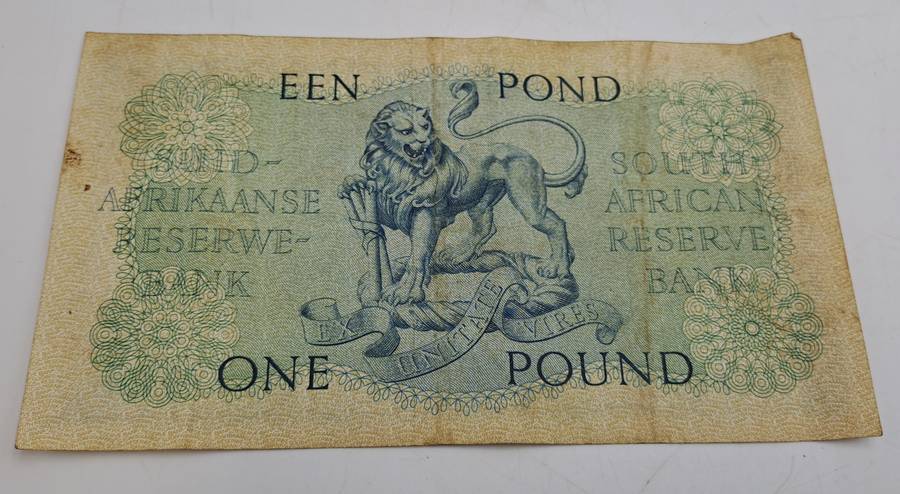 EEN POND
SUID-
AFRIKAANSE
RESERWE-
BANK
SOUTH
AFRICAN
RESERVE
BANK
EX UNITATE VIRES
ONE POUND